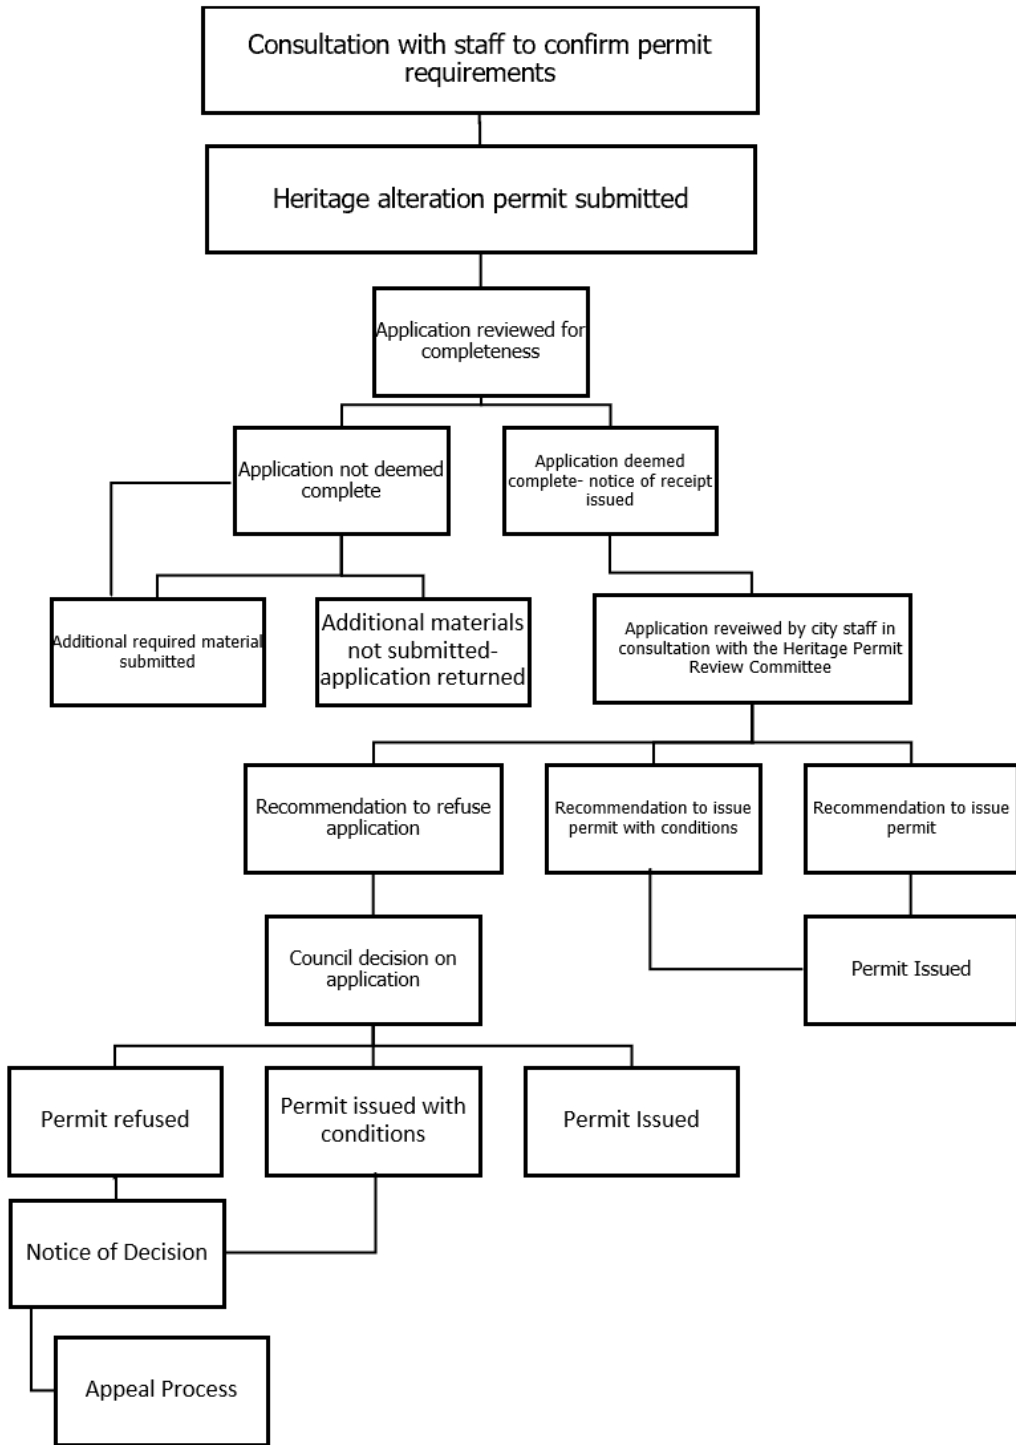 Consultation with staff to confirm permit
requirements
Heritage alteration permit submitted
Application reviewed for
completeness
Application not deemed
complete
Application deemed
complete- notice of receipt
issued
Additional required material
submitted
Additional materials
not submitted-
application returned
Application reveiwed by city staff in
consultation with the Heritage Permit
Review Committee
Recommendation to refuse
application
Recommendation to issue
permit with conditions
Recommendation to issue
permit
Council decision on
application
Permit Issued
Permit refused
Permit issued with
conditions
Permit Issued
Notice of Decision
Appeal Process